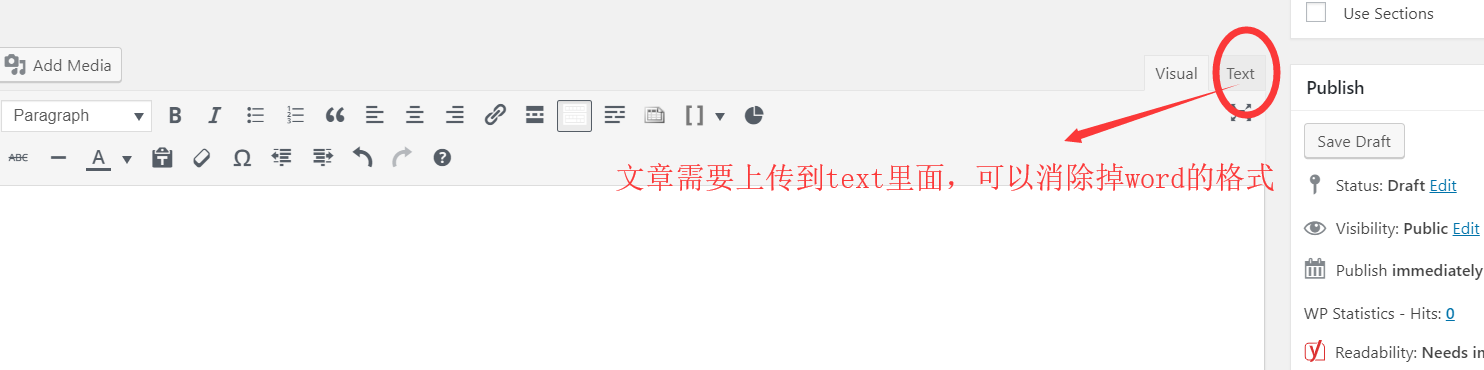 Use Sections
Add Media
Visual
Text
Publish
Paragraph
B
I
Save Draft
ABC
A
Ω
文章需要上传到text里面，可以消除掉word的格式
Status: Draft Edit
Visibility: Public Edit
Publish immediately
WP Statistics - Hits: 0
Readability: Needs